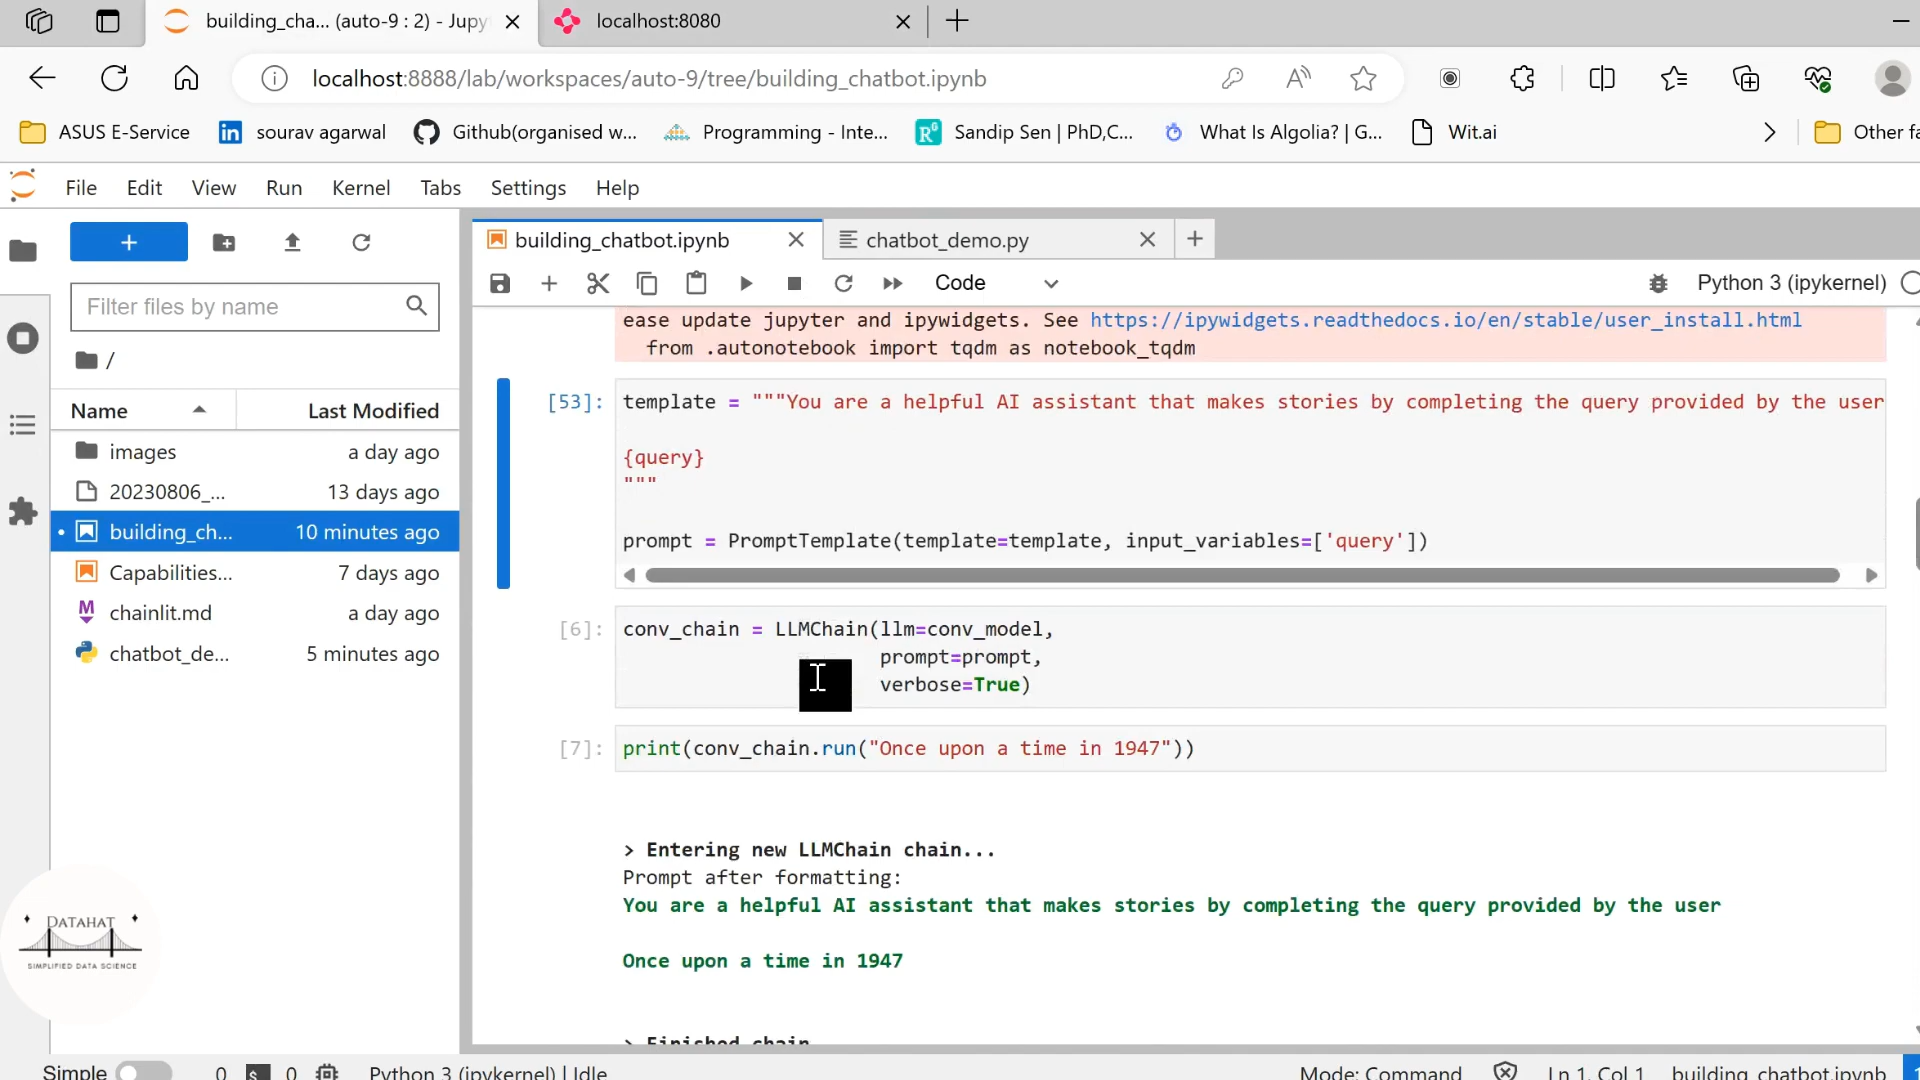 building_cha... (auto-9 : 2) - Jupy
localhost:8080
localhost:8888/lab/workspaces/auto-9/tree/building_chatbot.ipynb
ASUS E-Service
sourav agarwal
Github(organised w...
Programming - Inte...
Sandip Sen | PhD,C...
What Is Algolia? | G...
Wit.ai
Other fa
File Edit View Run Kernel Tabs Settings Help
building_chatbot.ipynb
chatbot_demo.py
Code
Python 3 (ipykernel)
Filter files by name
/
Name Last Modified
images a day ago
20230806_... 13 days ago
building_ch... 10 minutes ago
Capabilities... 7 days ago
chainlit.md a day ago
chatbot_de... 5 minutes ago
ease update jupyter and ipywidgets. See https://ipywidgets.readthedocs.io/en/stable/user_install.html
from .autonotebook import tqdm as notebook_tqdm
[53]: template = """You are a helpful AI assistant that makes stories by completing the query provided by the user
{query}
"""
prompt = PromptTemplate(template=template, input_variables=['query'])
[6]: conv_chain = LLMChain(llm=conv_model,
prompt=prompt,
verbose=True)
[7]: print(conv_chain.run("Once upon a time in 1947"))
> Entering new LLMChain chain...
Prompt after formatting:
You are a helpful AI assistant that makes stories by completing the query provided by the user
Once upon a time in 1947
> Finished chain.
DATAHAT
SIMPLIFIED DATA SCIENCE
Simple 0 0 Python 3 (ipykernel) | Idle
Mode: Command Ln 1, Col 1 building_chatbot.ipynb